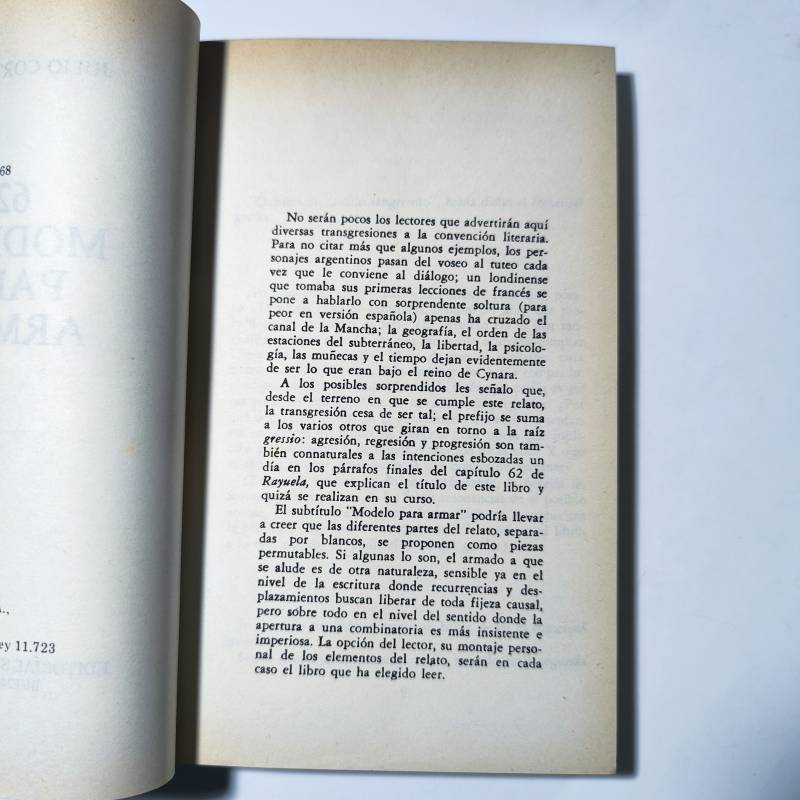 68
A.,
ey 11.723
No serán pocos los lectores que advertirán aquí
diversas transgresiones a la convención literaria.
Para no citar más que algunos ejemplos, los per-
sonajes argentinos pasan del voseo al tuteo cada
vez que le conviene al diálogo; un londinense
que tomaba sus primeras lecciones de francés se
pone a hablarlo con sorprendente soltura (para
peor en versión española) apenas ha cruzado el
canal de la Mancha; la geografía, el orden de las
estaciones del subterráneo, la libertad, la psicolo-
gía, las muñecas y el tiempo dejan evidentemente
de ser lo que eran bajo el reino de Cynara.
A los posibles sorprendidos les señalo que,
desde el terreno en que se cumple este relato,
la transgresión cesa de ser tal; el prefijo se suma
a los varios otros que giran en torno a la raíz
gressio: agresión, regresión y progresión son tam-
bién connaturales a las intenciones esbozadas un
día en los párrafos finales del capítulo 62 de
Rayuela, que explican el título de este libro y
quizá se realizan en su curso.
El subtítulo "Modelo para armar" podría llevar
a creer que las diferentes partes del relato, separa-
das por blancos, se proponen como piezas
permutables. Si algunas lo son, el armado a que
se alude es de otra naturaleza, sensible ya en el
nivel de la escritura donde recurrencias y des-
plazamientos buscan liberar de toda fijeza causal,
pero sobre todo en el nivel del sentido donde la
apertura a una combinatoria es más insistente e
imperiosa. La opción del lector, su montaje perso-
nal de los elementos del relato, serán en cada
caso el libro que ha elegido leer.